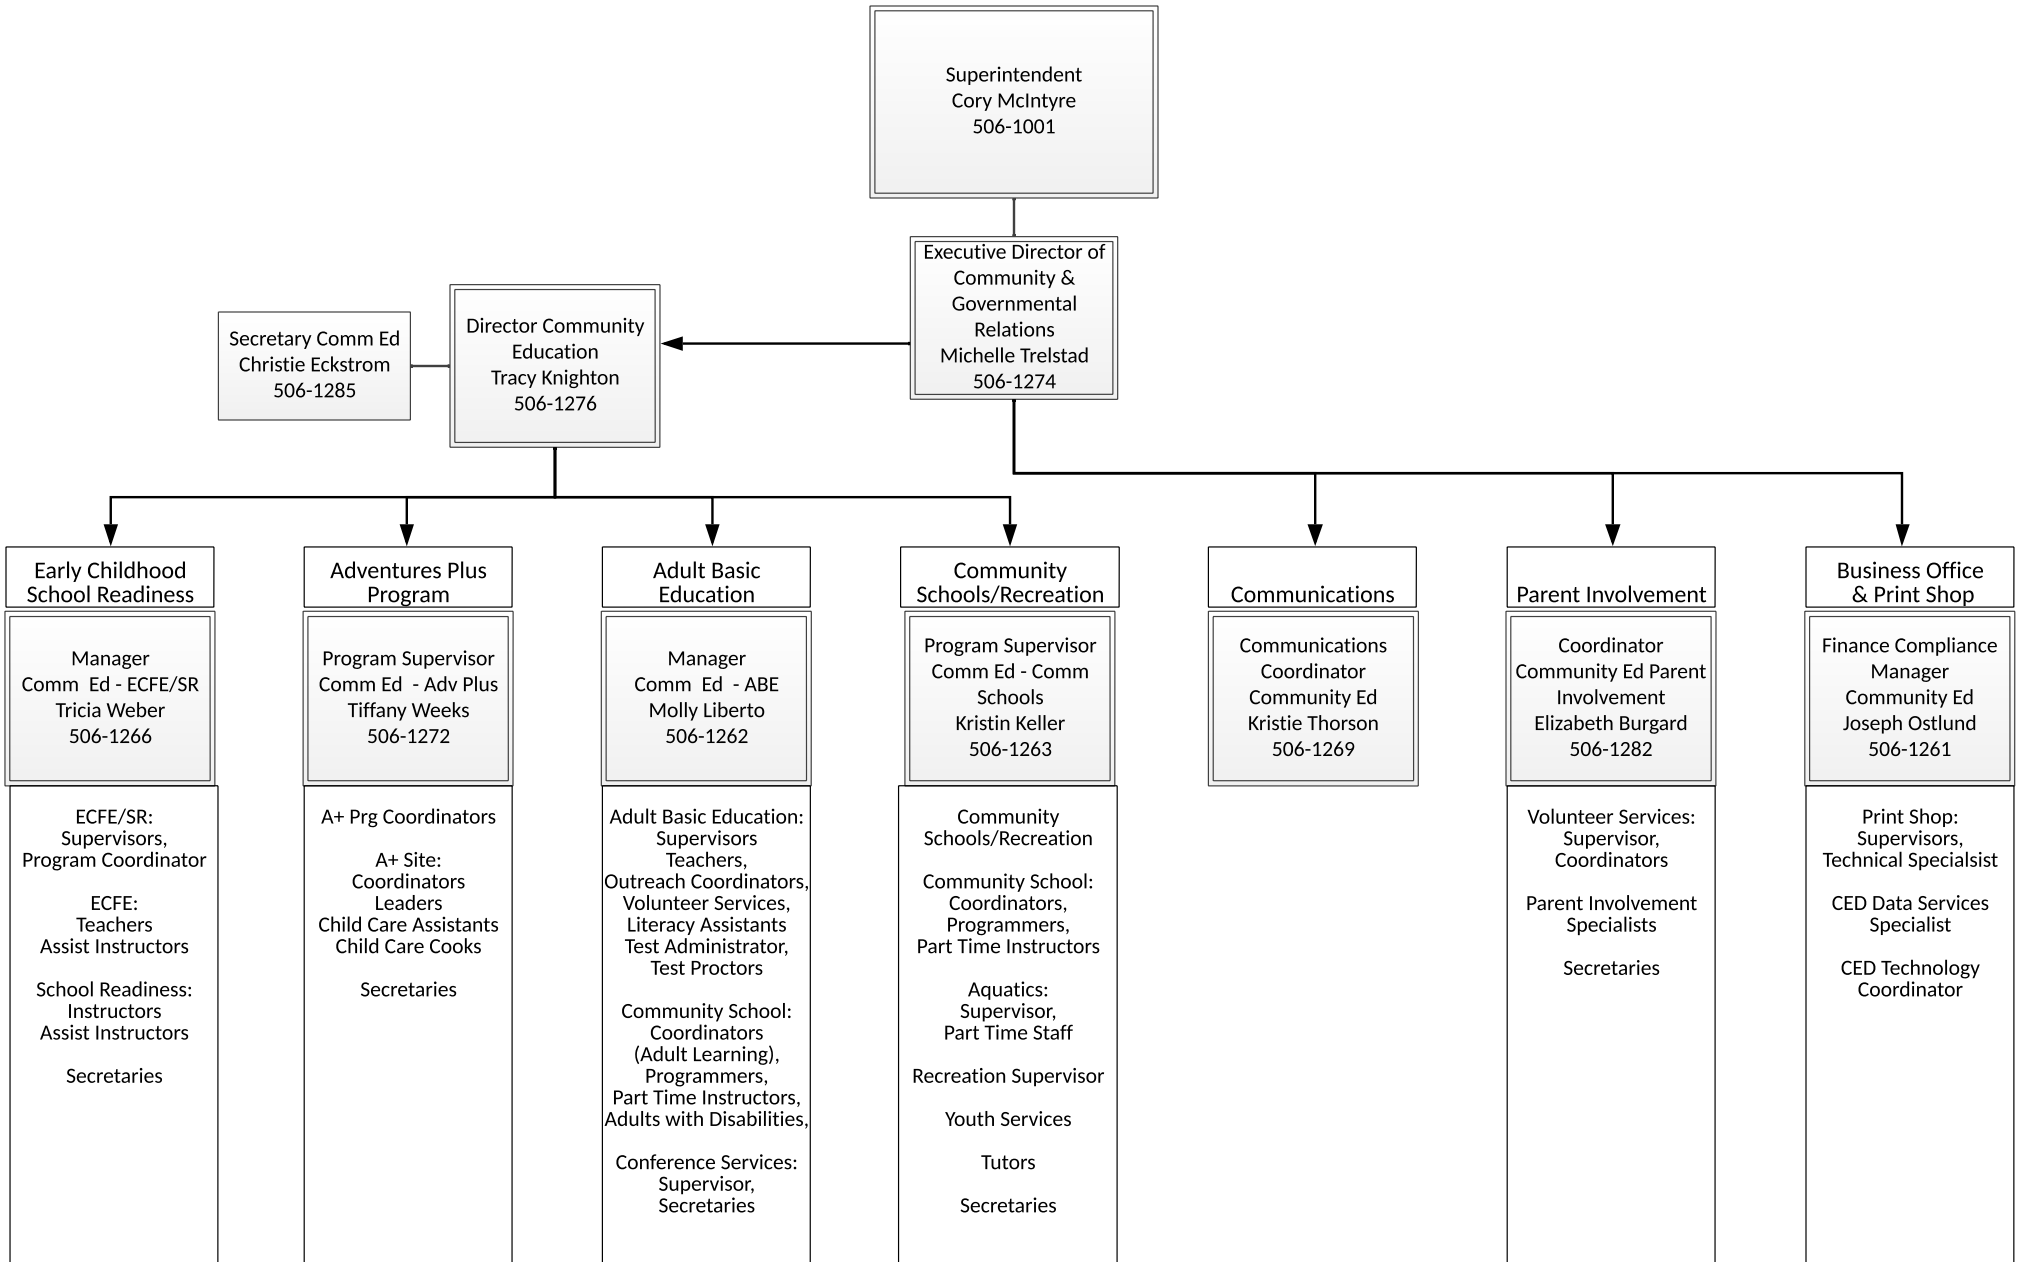 Superintendent
Cory McIntyre
506-1001
Executive Director of
Community &
Governmental
Relations
Michelle Trelstad
506-1274
Director Community
Education
Tracy Knighton
506-1276
Secretary Comm Ed
Christie Eckstrom
506-1285
Early Childhood
School Readiness
Manager
Comm  Ed - ECFE/SR
Tricia Weber
506-1266
ECFE/SR:
Supervisors,
Program Coordinator
ECFE:
Teachers
Assist Instructors
School Readiness:
Instructors
Assist Instructors
Secretaries
Adventures Plus
Program
Program Supervisor
Comm Ed  - Adv Plus
Tiffany Weeks
506-1272
A+ Prg Coordinators
A+ Site:
Coordinators
Leaders
Child Care Assistants
Child Care Cooks
Secretaries
Adult Basic
Education
Manager
Comm  Ed  - ABE
Molly Liberto
506-1262
Adult Basic Education:
Supervisors
Teachers,
Outreach Coordinators,
Volunteer Services,
Literacy Assistants
Test Administrator,
Test Proctors
Community School:
Coordinators
(Adult Learning),
Programmers,
Part Time Instructors,
Adults with Disabilities,
Conference Services:
Supervisor,
Secretaries
Community
Schools/Recreation
Program Supervisor
Comm Ed - Comm
Schools
Kristin Keller
506-1263
Community
Schools/Recreation
Community School:
Coordinators,
Programmers,
Part Time Instructors
Aquatics:
Supervisor,
Part Time Staff
Recreation Supervisor
Youth Services
Tutors
Secretaries
Communications
Communications
Coordinator
Community Ed
Kristie Thorson
506-1269
Parent Involvement
Coordinator
Community Ed Parent
Involvement
Elizabeth Burgard
506-1282
Volunteer Services:
Supervisor,
Coordinators
Parent Involvement
Specialists
Secretaries
Business Office
& Print Shop
Finance Compliance
Manager
Community Ed
Joseph Ostlund
506-1261
Print Shop:
Supervisors,
Technical Specialsist
CED Data Services
Specialist
CED Technology
Coordinator